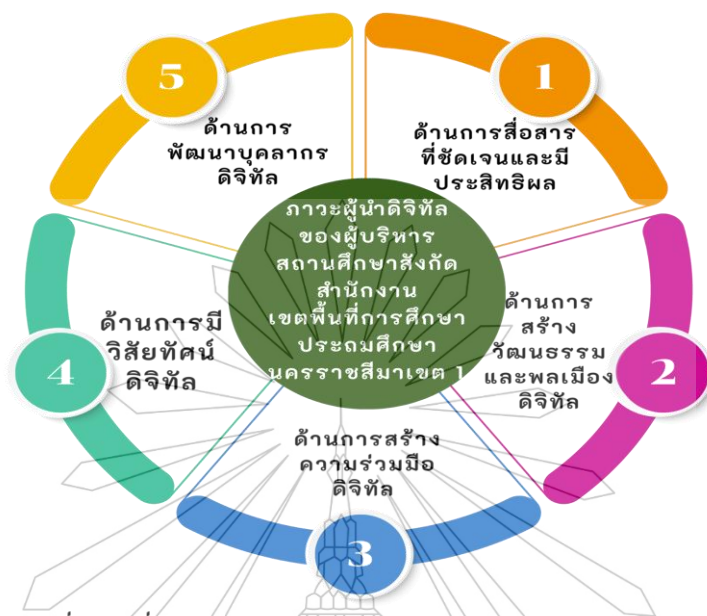 5
ด้านการ
พัฒนาบุคลากร
ดิจิทัล
1
ด้านการสื่อสาร
ที่ชัดเจนและมี
ประสิทธิผล
ภาวะผู้นำดิจิทัล
ของผู้บริหาร
สถานศึกษาสังกัด
สำนักงาน
เขตพื้นที่การศึกษา
ประถมศึกษา
นครราชสีมาเขต 1
ด้านการ
สร้าง
วัฒนธรรม
และพลเมือง
ดิจิทัล
2
ด้านการมี
วิสัยทัศน์
ดิจิทัล
4
ด้านการสร้าง
ความร่วมมือ
ดิจิทัล
3